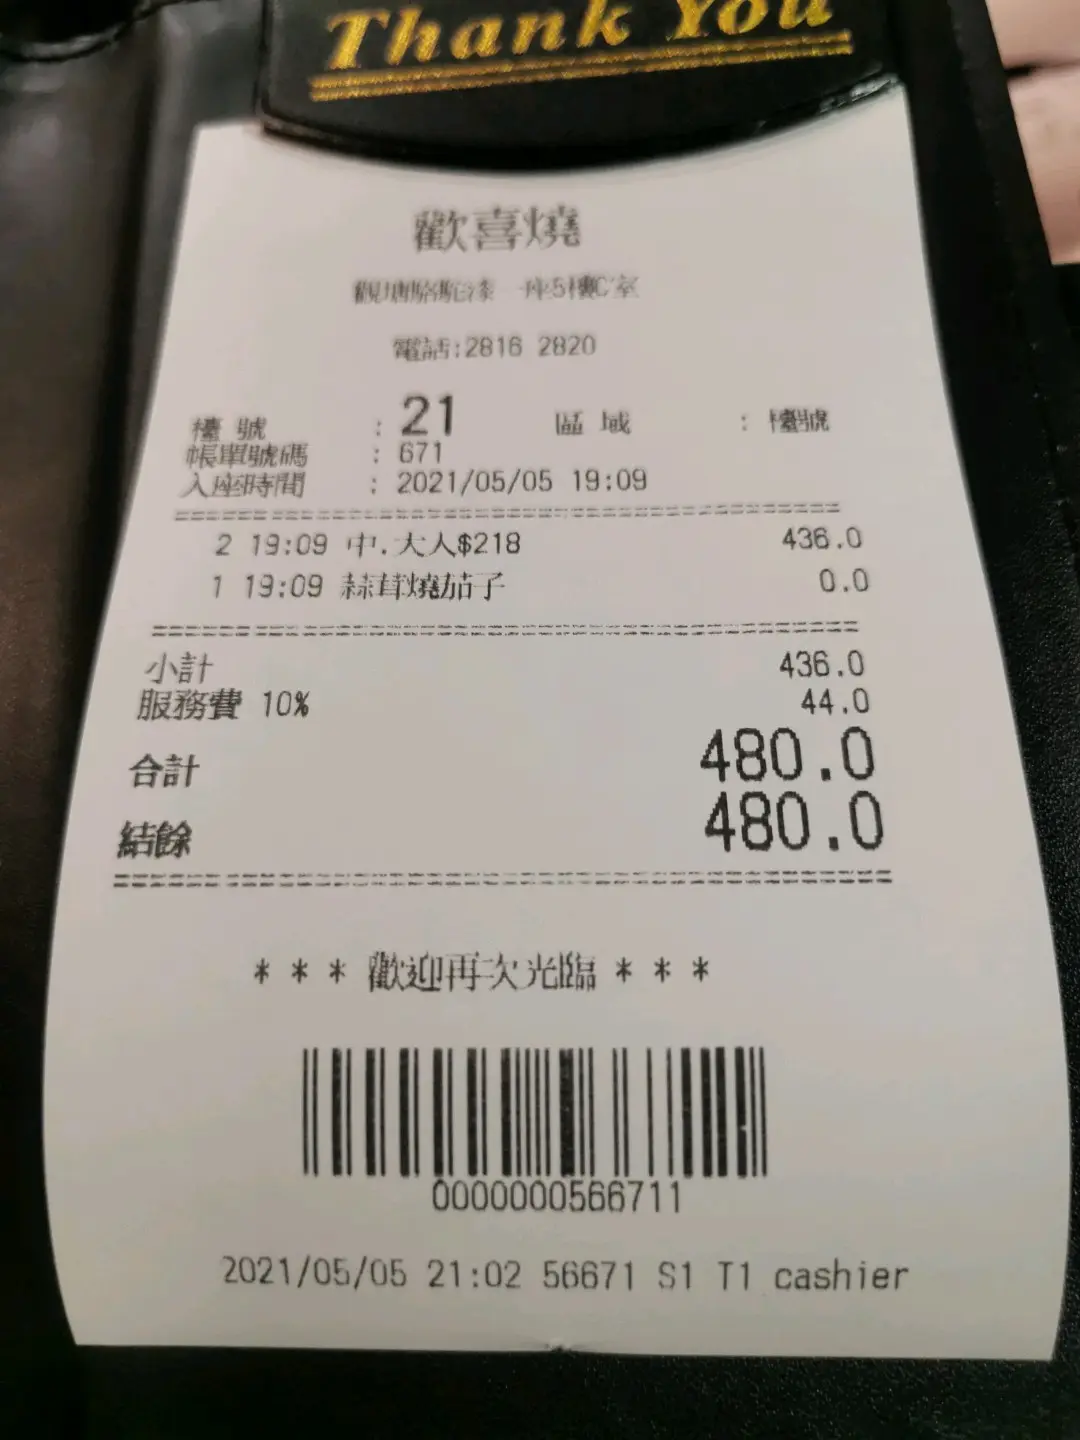 Thank You
歡喜燒
觀塘駱駝漆一座5樓C室
電話:2816 2820
檯 號 : 21 區 域 : 檯號
帳單號碼 : 671
入座時間 : 2021/05/05 19:09
2 19:09 中.大人$218 436.0
1 19:09 蒜茸燒茄子 0.0
小計 436.0
服務費 10% 44.0
合計 480.0
結餘 480.0
* * * 歡迎再次光臨 * * *
0000000566711
2021/05/05 21:02 56671 S1 T1 cashier